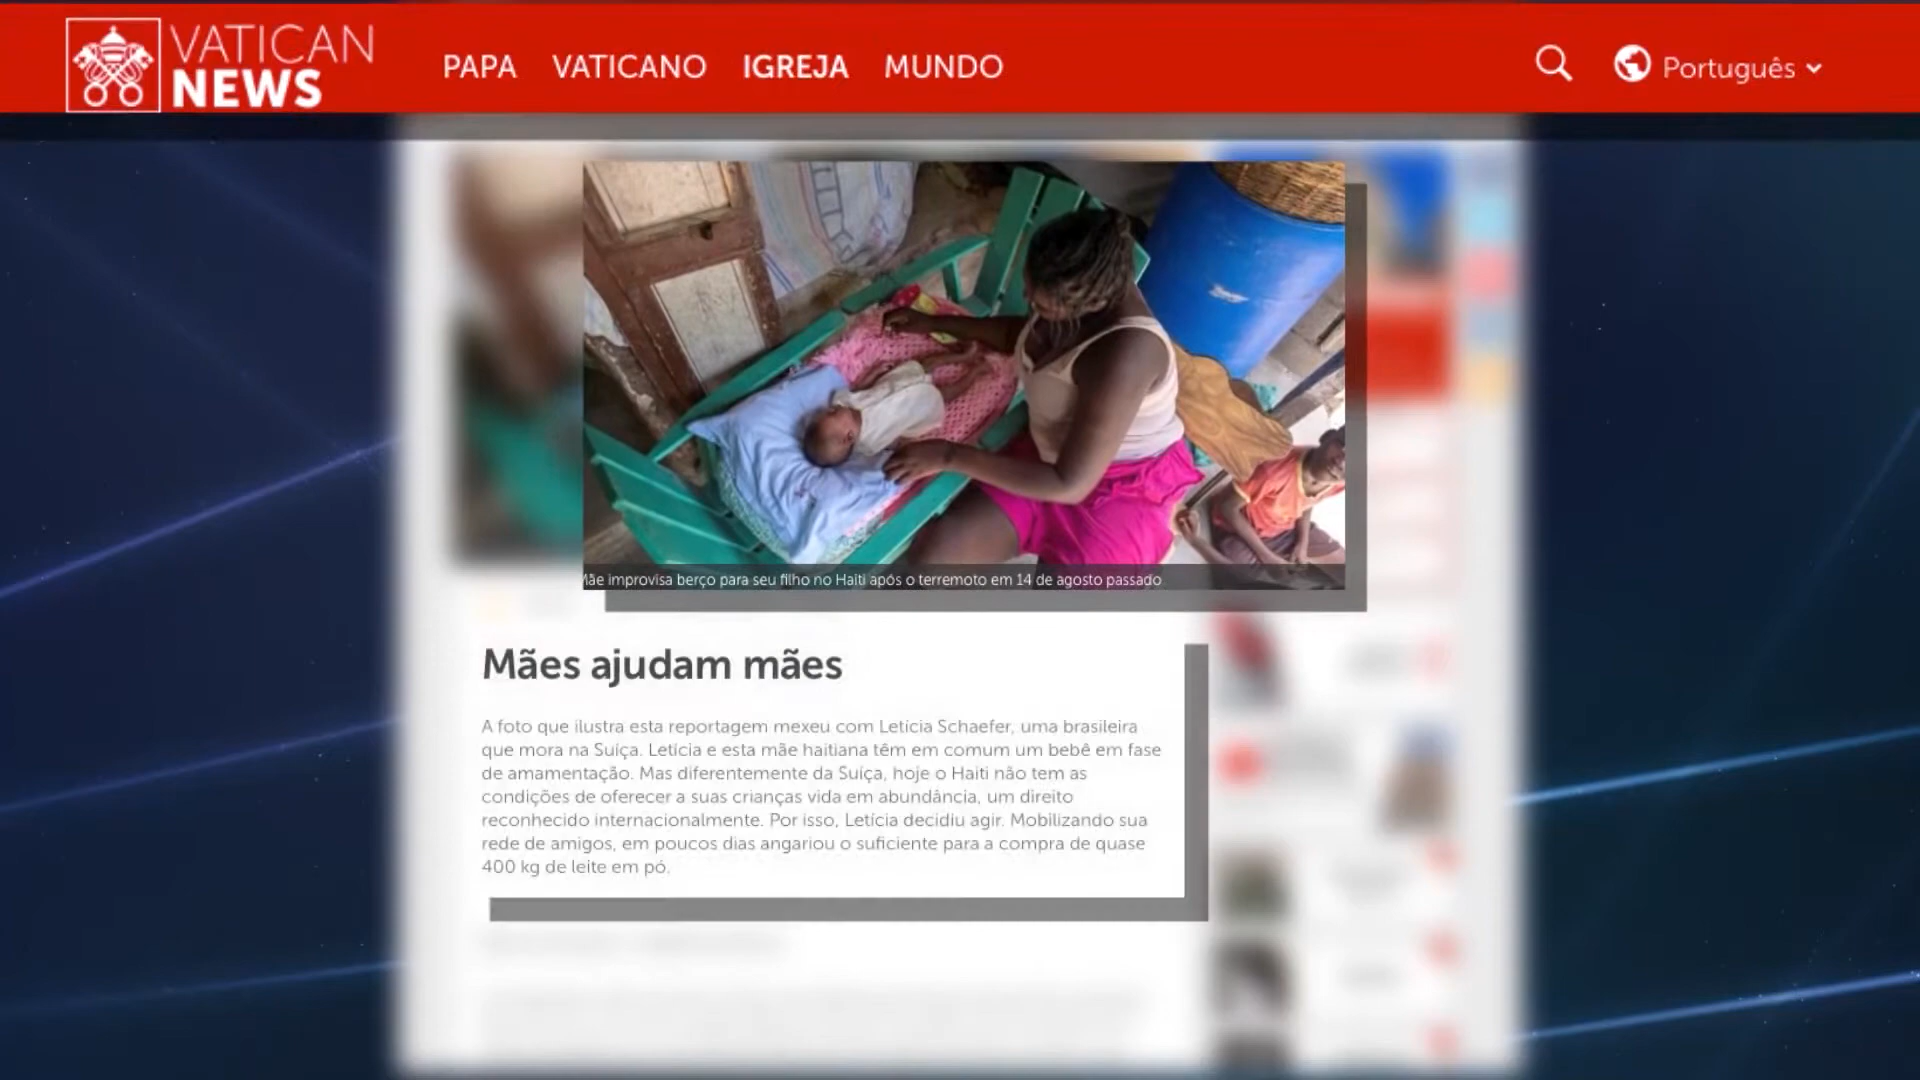 VATICAN
NEWS
PAPA VATICANO IGREJA MUNDO
Português
Mãe improvisa berço para seu filho no Haiti após o terremoto em 14 de agosto passado
Mães ajudam mães
A foto que ilustra esta reportagem mexeu com Letícia Schaefer, uma brasileira
que mora na Suíça. Letícia e esta mãe haitiana têm em comum um bebê em fase
de amamentação. Mas diferentemente da Suíça, hoje o Haiti não tem as
condições de oferecer a suas crianças vida em abundância, um direito
reconhecido internacionalmente. Por isso, Letícia decidiu agir. Mobilizando sua
rede de amigos, em poucos dias angariou o suficiente para a compra de quase
400 kg de leite em pó.